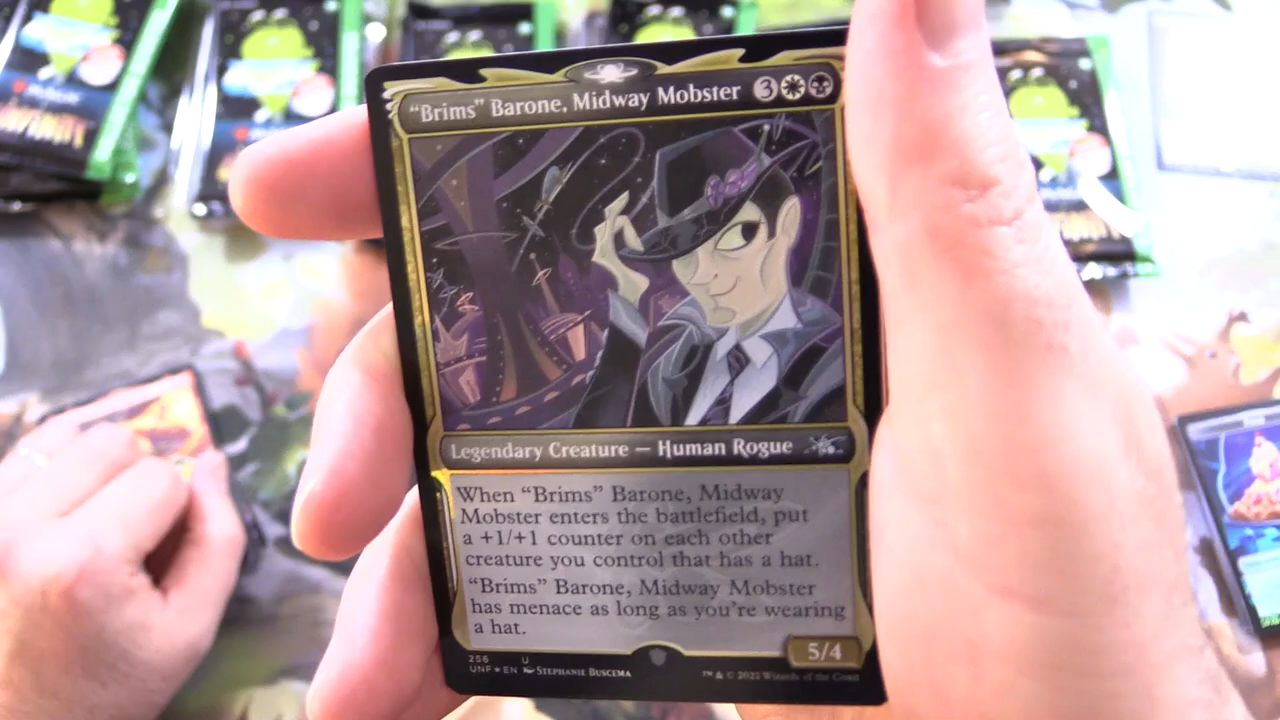 "Brims" Barone, Midway Mobster 3
Legendary Creature — Human Rogue
When "Brims" Barone, Midway
Mobster enters the battlefield, put
a +1/+1 counter on each other
creature you control that has a hat.
"Brims" Barone, Midway Mobster
has menace as long as you're wearing
a hat.
5/4
256 U
UNF★EN Stephanie Buscema
™ & © 2022 Wizards of the Coast